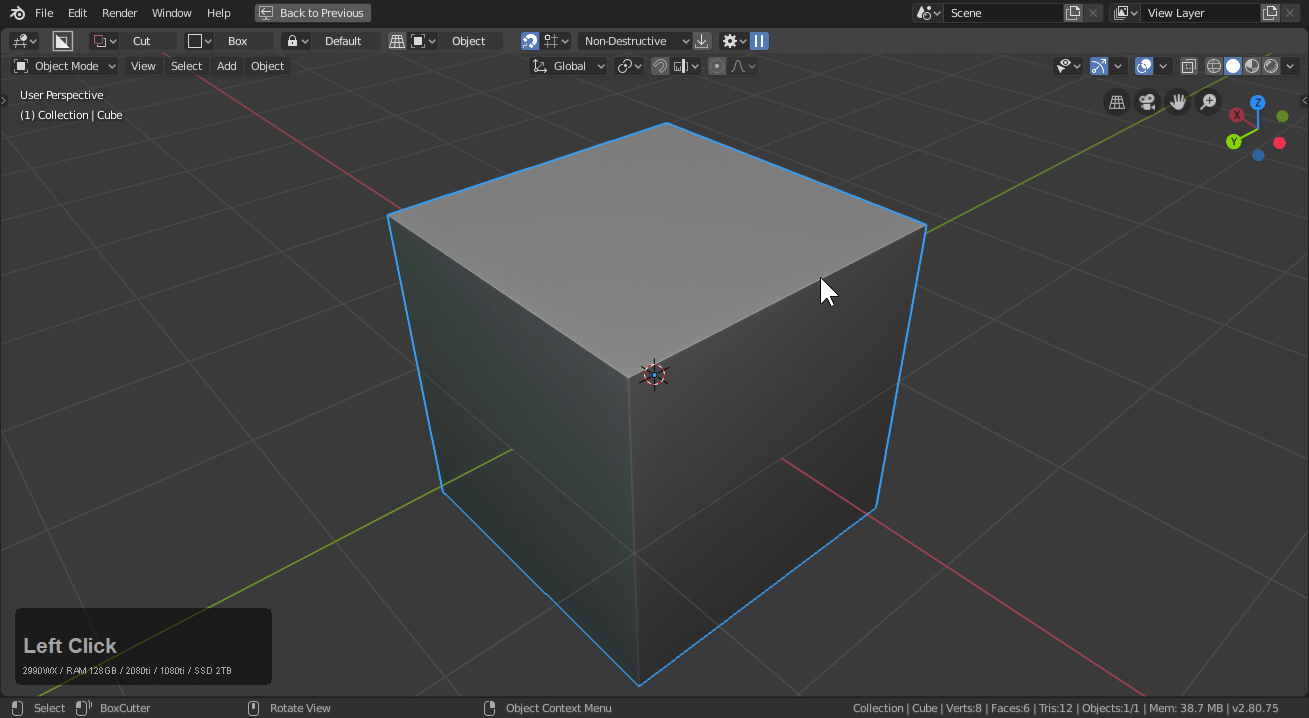 File Edit Render Window Help Back to Previous Scene View Layer
Cut Box Default Object Non-Destructive
Object Mode View Select Add Object Global
User Perspective
(1) Collection | Cube
Z
X
Y
Left Click
2990WX / RAM 128GB / 2080ti / 1080ti / SSD 2TB
Select BoxCutter Rotate View Object Context Menu Collection | Cube | Verts:8 | Faces:6 | Tris:12 | Objects:1/1 | Mem: 38.7 MB | v2.80.75